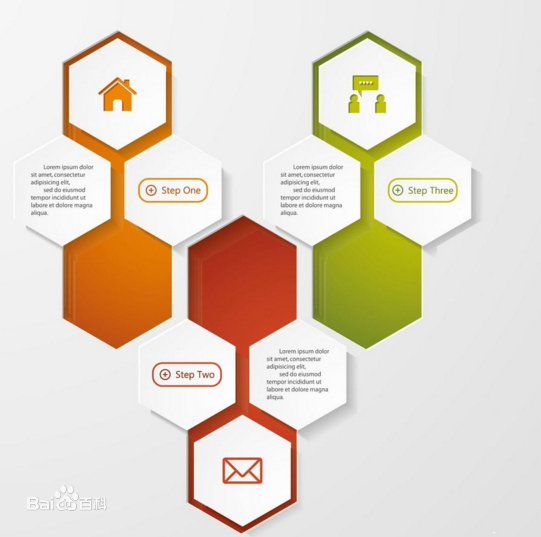 Lorem ipsum dolor
sit amet, consectetur
adipisicing elit,
sed do eiusmod
tempor incididunt ut
labore et dolore magna
aliqua.
Step One
Lorem ipsum dolor
sit amet, consectetur
adipisicing elit,
sed do eiusmod
tempor incididunt ut
labore et dolore magna
aliqua.
Step Three
Step Two
Lorem ipsum dolor
sit amet, consectetur
adipisicing elit,
sed do eiusmod
tempor incididunt ut
labore et dolore magna
aliqua.
Bai du 百科